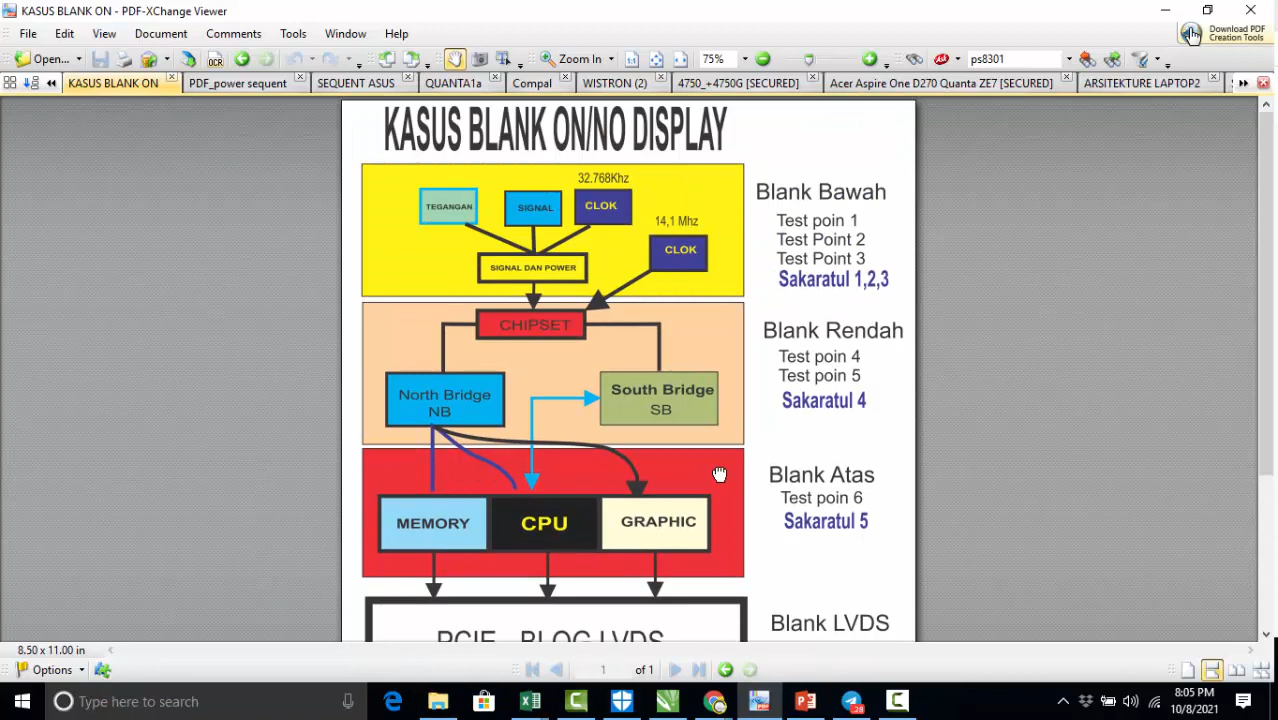 KASUS BLANK ON - PDF-XChange Viewer
File Edit View Document Comments Tools Window Help
Download PDF
Creation Tools
Open... OCR Zoom In 75% ps8301
KASUS BLANK ON PDF_power sequent SEQUENT ASUS QUANTA1a Compal WISTRON (2) 4750_+4750G [SECURED] Acer Aspire One D270 Quanta ZE7 [SECURED] ARSITEKTURE LAPTOP2
KASUS BLANK ON/NO DISPLAY
32.768Khz
TEGANGAN SIGNAL CLOK
14,1 Mhz
CLOK
SIGNAL DAN POWER
Blank Bawah
Test poin 1
Test Point 2
Test Point 3
Sakaratul 1,2,3
CHIPSET
North Bridge
NB
South Bridge
SB
Blank Rendah
Test poin 4
Test poin 5
Sakaratul 4
MEMORY CPU GRAPHIC
Blank Atas
Test poin 6
Sakaratul 5
PCIE - BLOG LVDS
Blank LVDS
8.50 x 11.00 in
Options 1 of 1
Type here to search
8:05 PM
10/8/2021